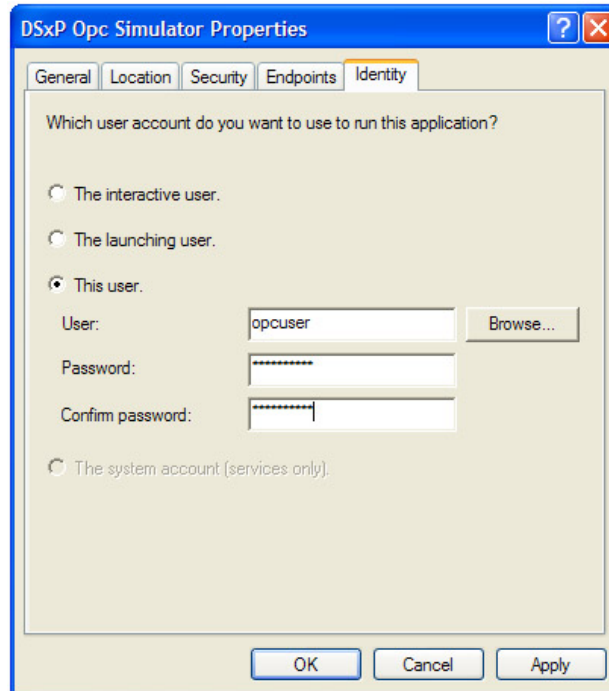 DSxP Opc Simulator Properties
General Location Security Endpoints Identity
Which user account do you want to use to run this application?
The interactive user.
The launching user.
This user.
User: opcuser Browse...
Password: **********
Confirm password: **********
The system account (services only).
OK Cancel Apply